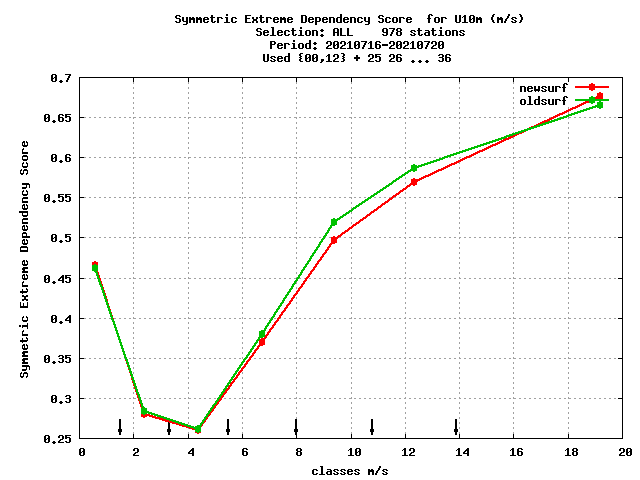 Symmetric Extreme Dependency Score  for U10m (m/s)
Selection: ALL    978 stations
Period: 20210716-20210720
Used {00,12} + 25 26 ... 36
newsurf
oldsurf
Symmetric Extreme Dependency Score
0.7
0.65
0.6
0.55
0.5
0.45
0.4
0.35
0.3
0.25
0 2 4 6 8 10 12 14 16 18 20
classes m/s